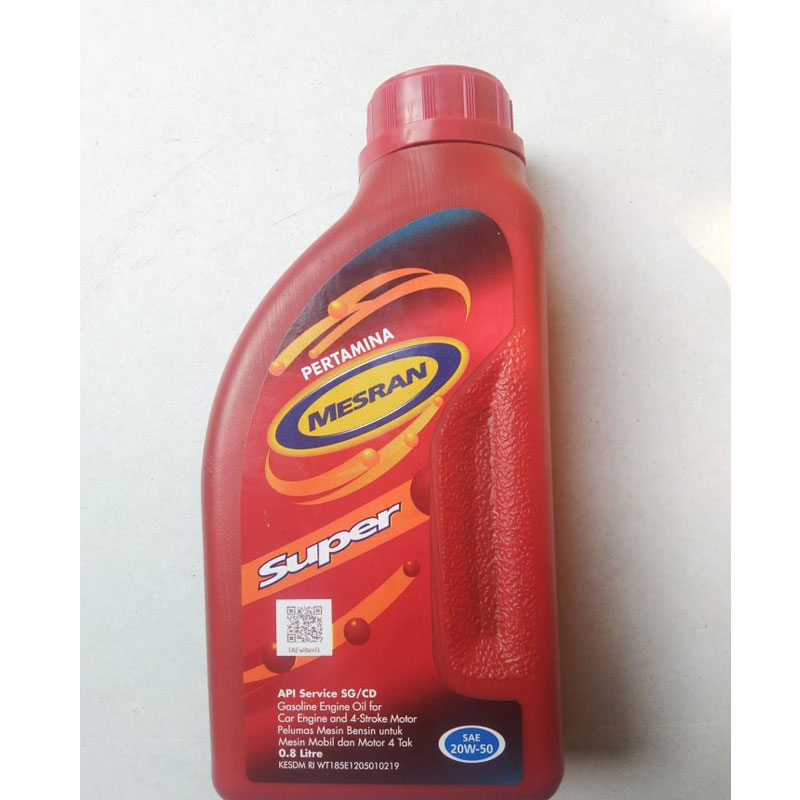 PERTAMINA
MESRAN
Super
API Service SG/CD
Gasoline Engine Oil for
Car Engine and 4-Stroke Motor
Pelumas Mesin Bensin untuk
Mesin Mobil dan Motor 4 Tak
0.8 Litre
KESDM RI WT185E1205010219
SAE
20W-50